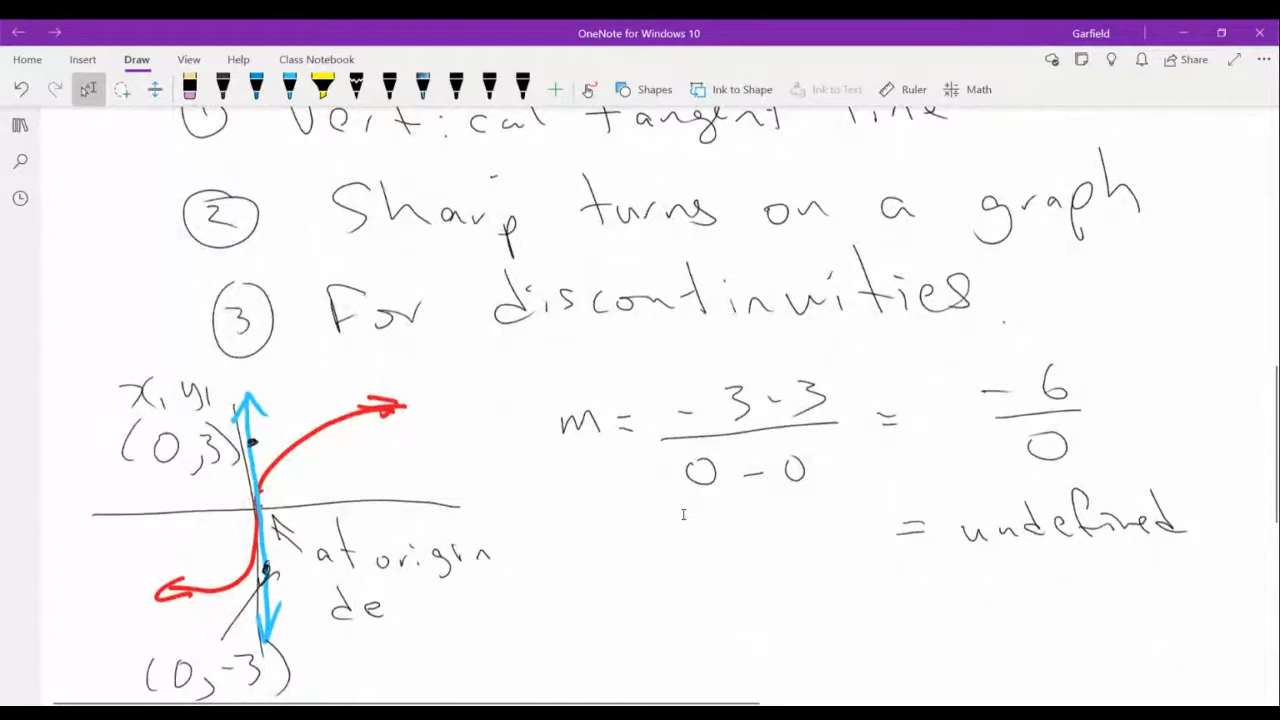 OneNote for Windows 10
Garfield
Home Insert Draw View Help Class Notebook
Share
Shapes Ink to Shape Ink to Text Ruler Math
1 Vertical tangent line
2 Sharp turns on a graph
3 For discontinuities.
x, y,
(0,3)
m = -3-3 / 0-0 = -6 / 0
= undefined
at origin
de
(0,-3)